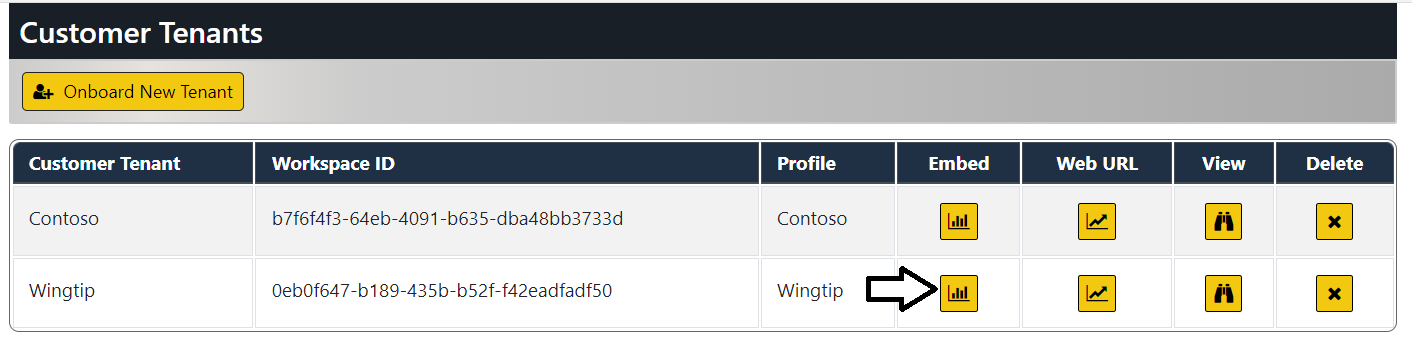 Customer Tenants
Onboard New Tenant
Customer Tenant Workspace ID Profile Embed Web URL View Delete
Contoso b7f6f4f3-64eb-4091-b635-dba48bb3733d Contoso
Wingtip 0eb0f647-b189-435b-b52f-f42eadfadf50 Wingtip